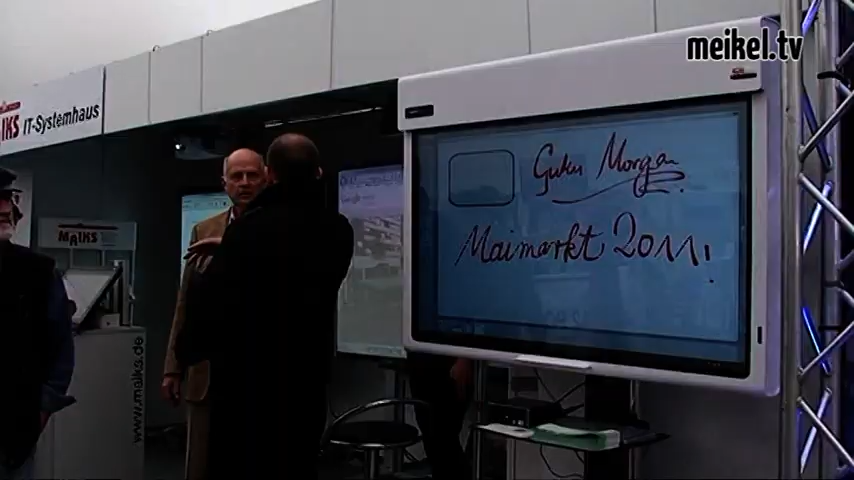 meikel.tv
IKS IT-Systemhaus
Guten Morgen
Maimarkt 2011!
MAIKS
www.maiks.de